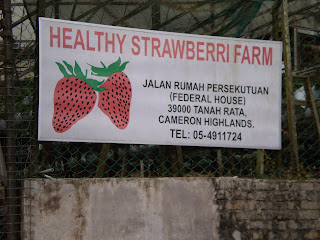 HEALTHY STRAWBERRI FARM
JALAN RUMAH PERSEKUTUAN
(FEDERAL HOUSE)
39000 TANAH RATA,
CAMERON HIGHLANDS.
TEL: 05-4911724